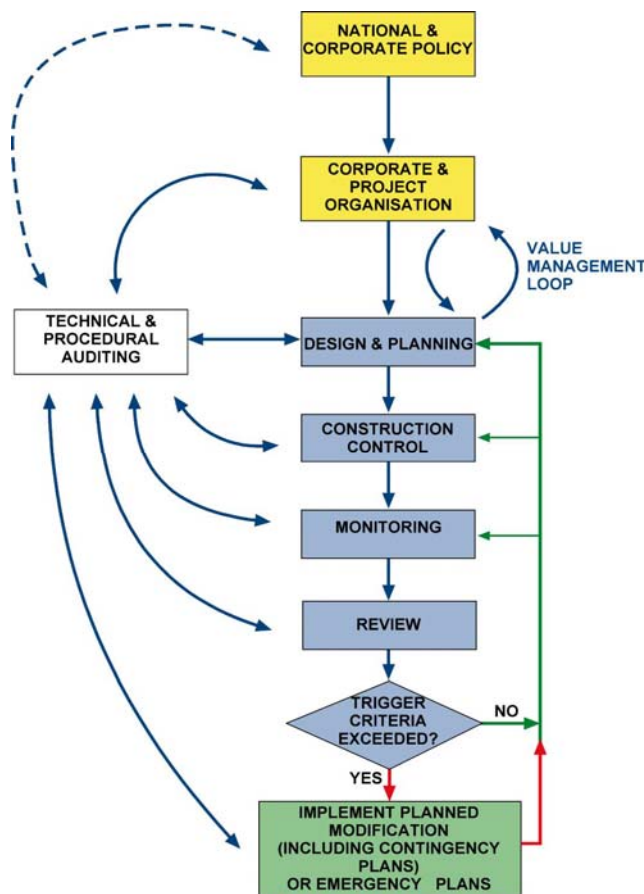 NATIONAL &
CORPORATE POLICY
CORPORATE &
PROJECT
ORGANISATION
VALUE
MANAGEMENT
LOOP
TECHNICAL &
PROCEDURAL
AUDITING
DESIGN & PLANNING
CONSTRUCTION
CONTROL
MONITORING
REVIEW
TRIGGER
CRITERIA
EXCEEDED?
NO
YES
IMPLEMENT PLANNED
MODIFICATION
(INCLUDING CONTINGENCY
PLANS)
OR EMERGENCY PLANS